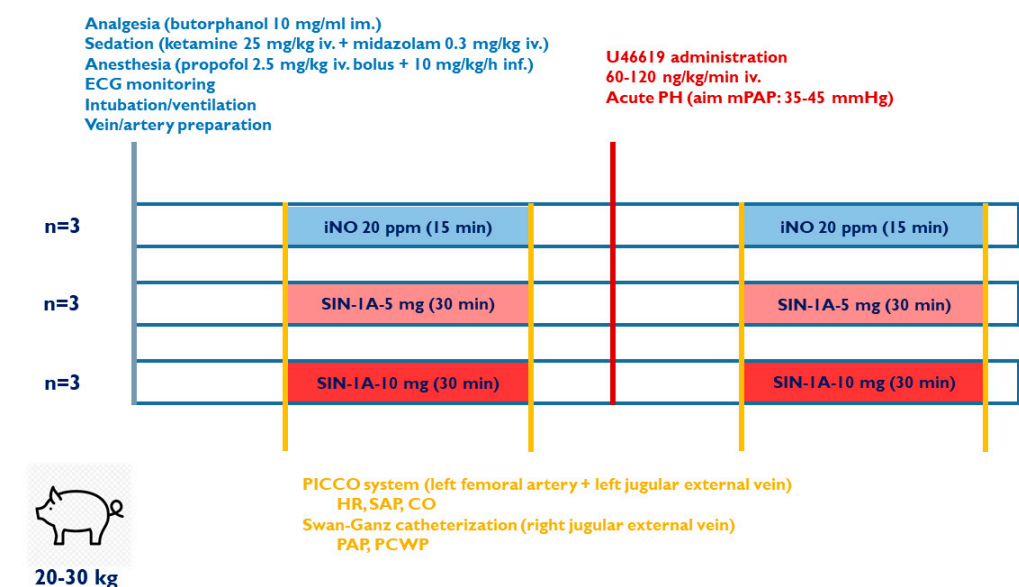 Analgesia (butorphanol 10 mg/ml im.)
Sedation (ketamine 25 mg/kg iv. + midazolam 0.3 mg/kg iv.)
Anesthesia (propofol 2.5 mg/kg iv. bolus + 10 mg/kg/h inf.)
ECG monitoring
Intubation/ventilation
Vein/artery preparation
U46619 administration
60-120 ng/kg/min iv.
Acute PH (aim mPAP: 35-45 mmHg)
n=3
iNO 20 ppm (15 min)
iNO 20 ppm (15 min)
n=3
SIN-1A-5 mg (30 min)
SIN-1A-5 mg (30 min)
n=3
SIN-1A-10 mg (30 min)
SIN-1A-10 mg (30 min)
PICCO system (left femoral artery + left jugular external vein)
HR, SAP, CO
Swan-Ganz catheterization (right jugular external vein)
PAP, PCWP
20-30 kg